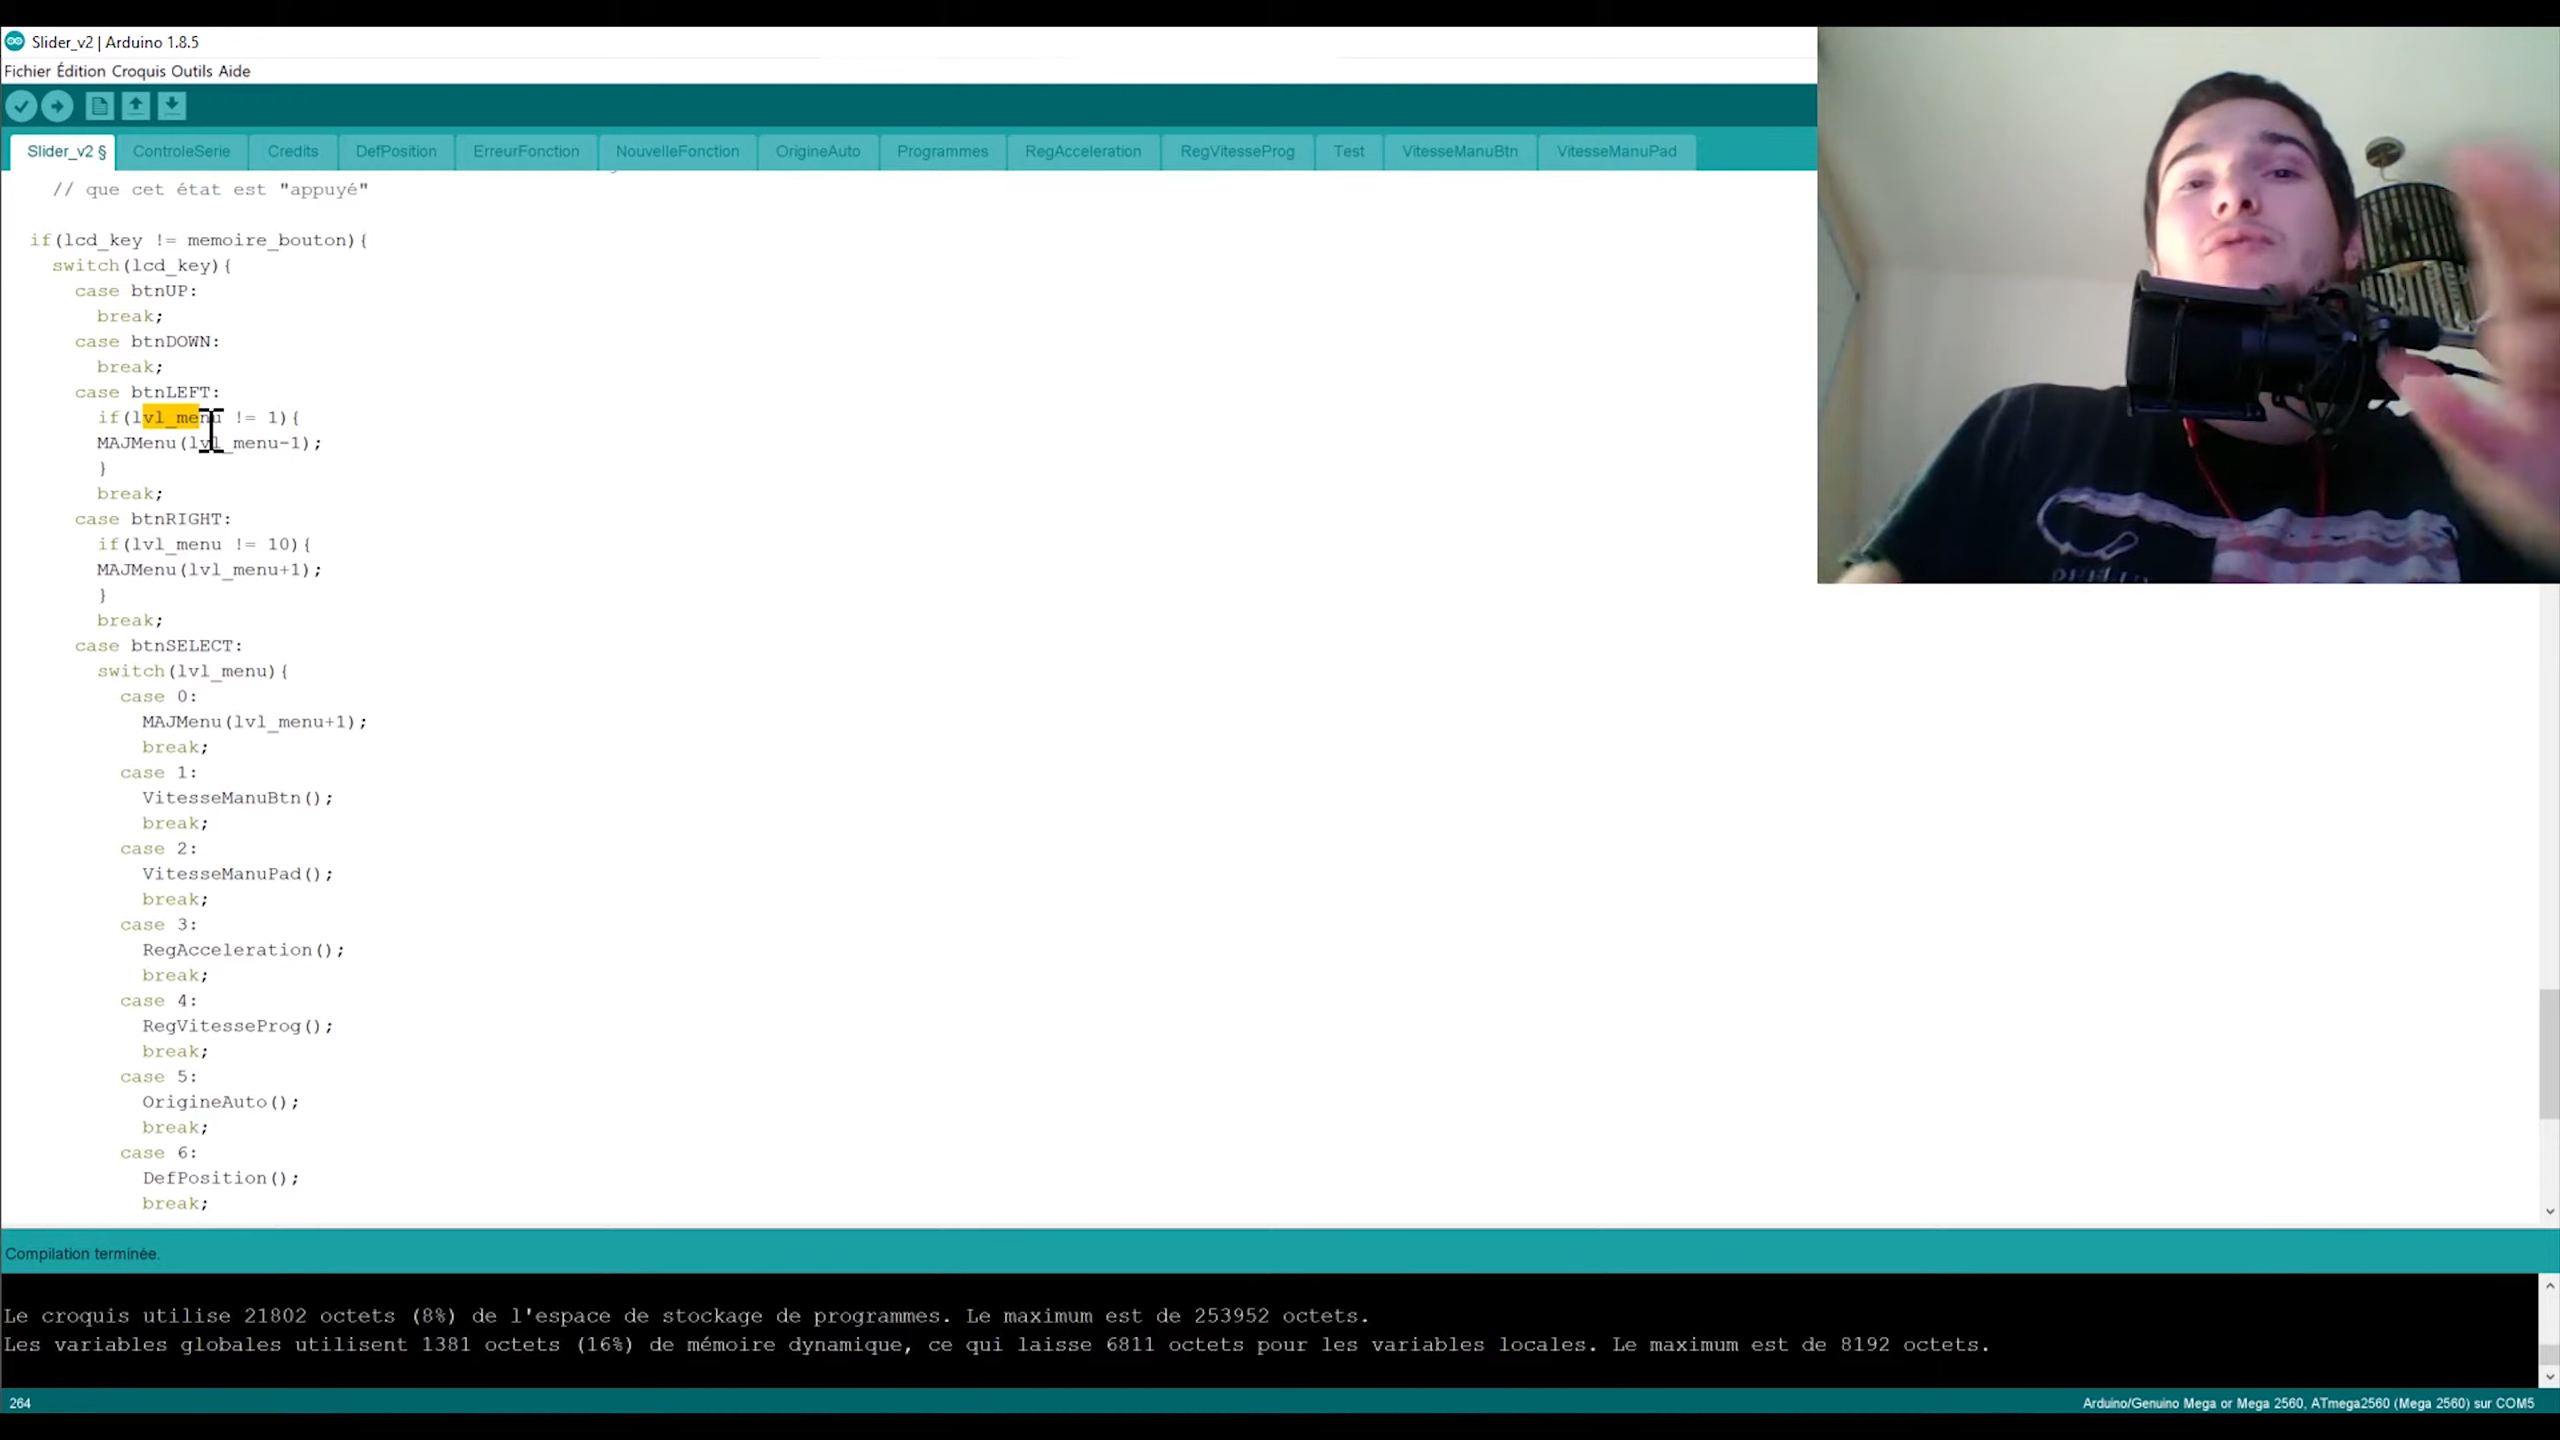 Slider_v2 | Arduino 1.8.5
Fichier Édition Croquis Outils Aide
Slider_v2 § ControleSerie Credits DefPosition ErreurFonction NouvelleFonction OrigineAuto Programmes RegAcceleration RegVitesseProg Test VitesseManuBtn VitesseManuPad
// que cet état est "appuyé"
if(lcd_key != memoire_bouton){
switch(lcd_key){
case btnUP:
break;
case btnDOWN:
break;
case btnLEFT:
if(lvl_menu != 1){
MAJMenu(lvl_menu-1);
}
break;
case btnRIGHT:
if(lvl_menu != 10){
MAJMenu(lvl_menu+1);
}
break;
case btnSELECT:
switch(lvl_menu){
case 0:
MAJMenu(lvl_menu+1);
break;
case 1:
VitesseManuBtn();
break;
case 2:
VitesseManuPad();
break;
case 3:
RegAcceleration();
break;
case 4:
RegVitesseProg();
break;
case 5:
OrigineAuto();
break;
case 6:
DefPosition();
break;
Compilation terminée.
Le croquis utilise 21802 octets (8%) de l'espace de stockage de programmes. Le maximum est de 253952 octets.
Les variables globales utilisent 1381 octets (16%) de mémoire dynamique, ce qui laisse 6811 octets pour les variables locales. Le maximum est de 8192 octets.
264 Arduino/Genuino Mega or Mega 2560, ATmega2560 (Mega 2560) sur COM5